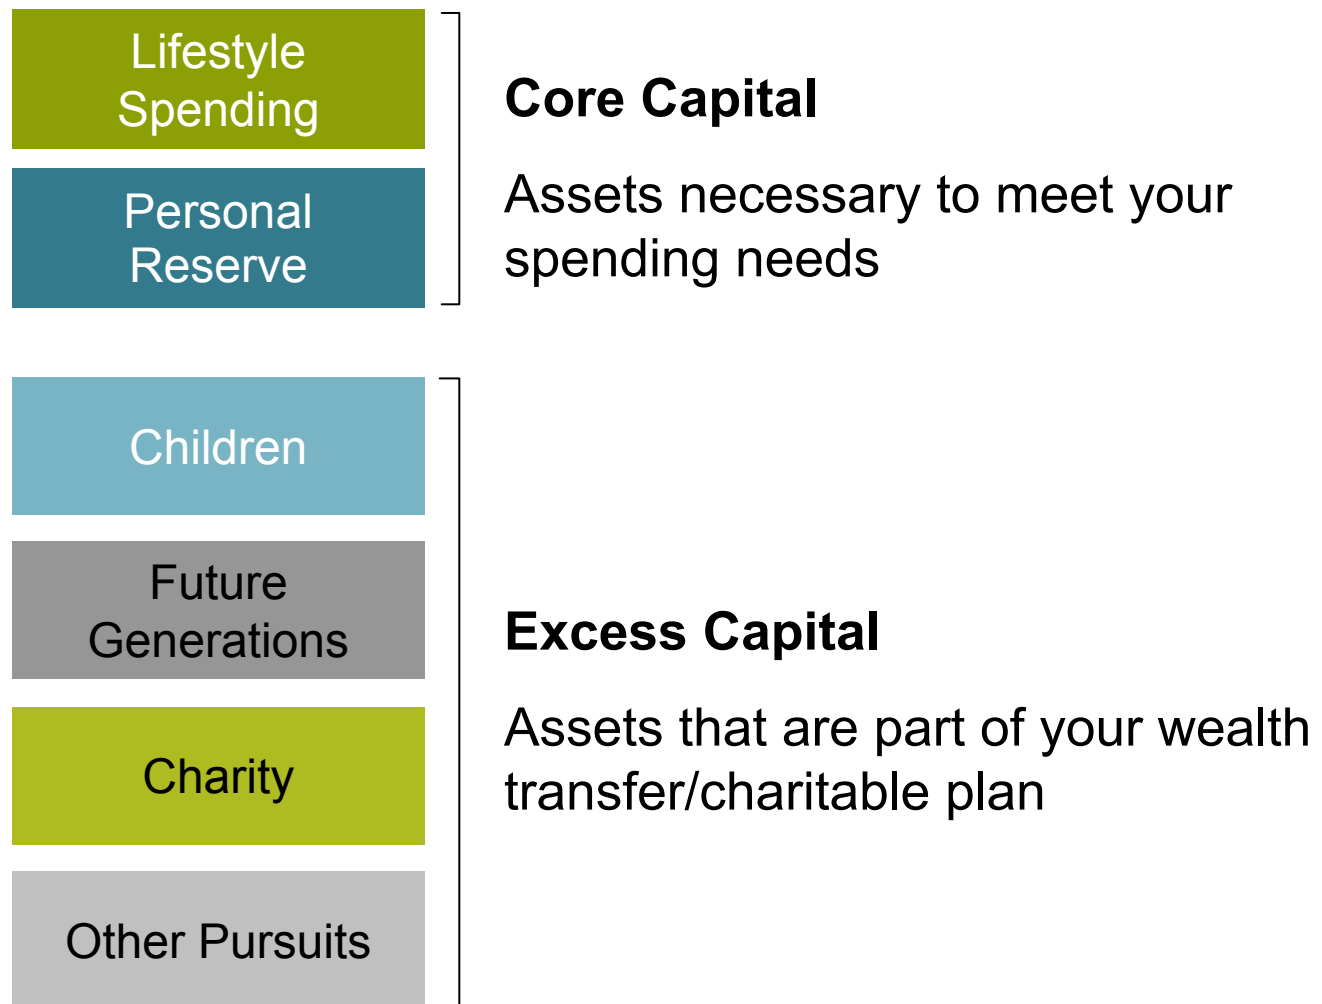 Lifestyle
Spending
Core Capital
Assets necessary to meet your
spending needs
Personal
Reserve
Children
Future
Generations
Excess Capital
Assets that are part of your wealth
transfer/charitable plan
Charity
Other Pursuits